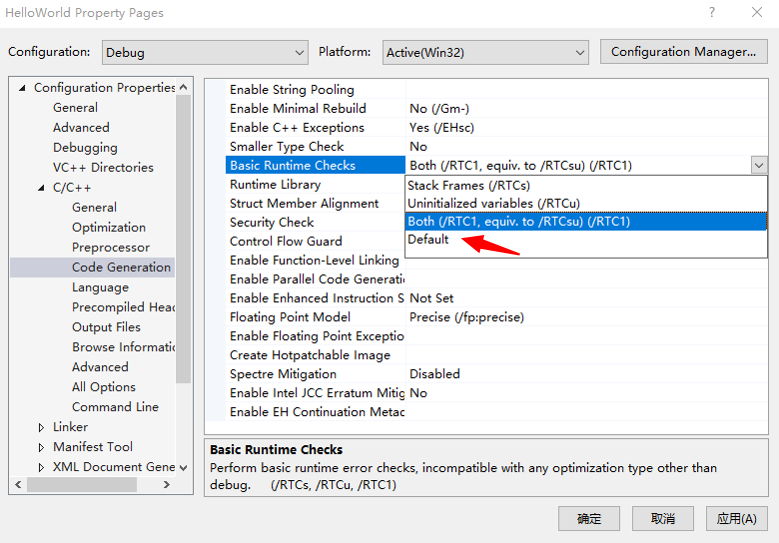 HelloWorld Property Pages
Configuration: Debug Platform: Active(Win32) Configuration Manager...
Configuration Properties
General
Advanced
Debugging
VC++ Directories
C/C++
General
Optimization
Preprocessor
Code Generation
Language
Precompiled Head
Output Files
Browse Informatic
Advanced
All Options
Command Line
Linker
Manifest Tool
XML Document Gene
Enable String Pooling
Enable Minimal Rebuild No (/Gm-)
Enable C++ Exceptions Yes (/EHsc)
Smaller Type Check No
Basic Runtime Checks Both (/RTC1, equiv. to /RTCsu) (/RTC1)
Runtime Library Stack Frames (/RTCs)
Struct Member Alignment Uninitialized variables (/RTCu)
Security Check Both (/RTC1, equiv. to /RTCsu) (/RTC1)
Control Flow Guard Default
Enable Function-Level Linking
Enable Parallel Code Generatic
Enable Enhanced Instruction S Not Set
Floating Point Model Precise (/fp:precise)
Enable Floating Point Exception
Create Hotpatchable Image
Spectre Mitigation Disabled
Enable Intel JCC Erratum Mitig No
Enable EH Continuation Metac
Basic Runtime Checks
Perform basic runtime error checks, incompatible with any optimization type other than
debug. (/RTCs, /RTCu, /RTC1)
确定 取消 应用(A)